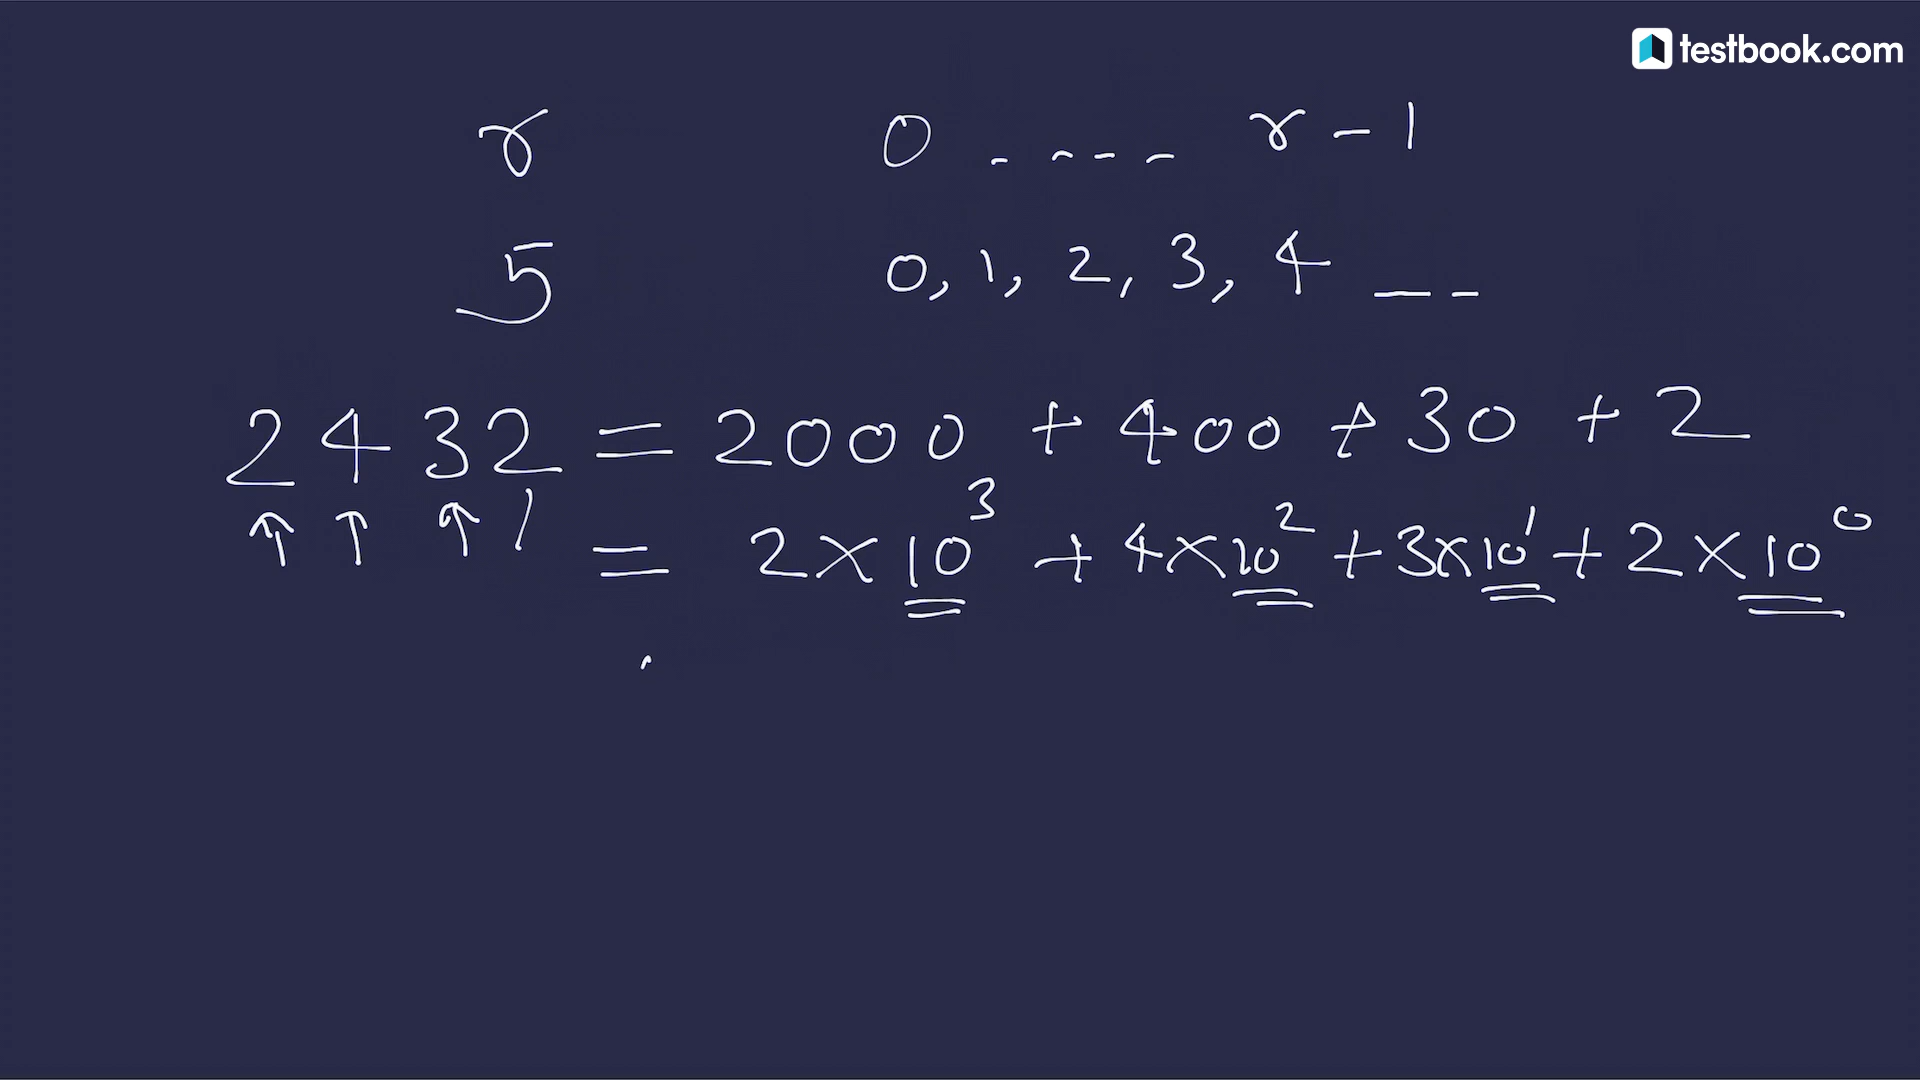 testbook.com
r 0 - - - - r - 1
5 0, 1, 2, 3, 4 - -
2432 = 2000 + 400 + 30 + 2
↑ ↑ ↑ / = 2 × 10³ + 4×10² + 3×10¹ + 2 × 10⁰